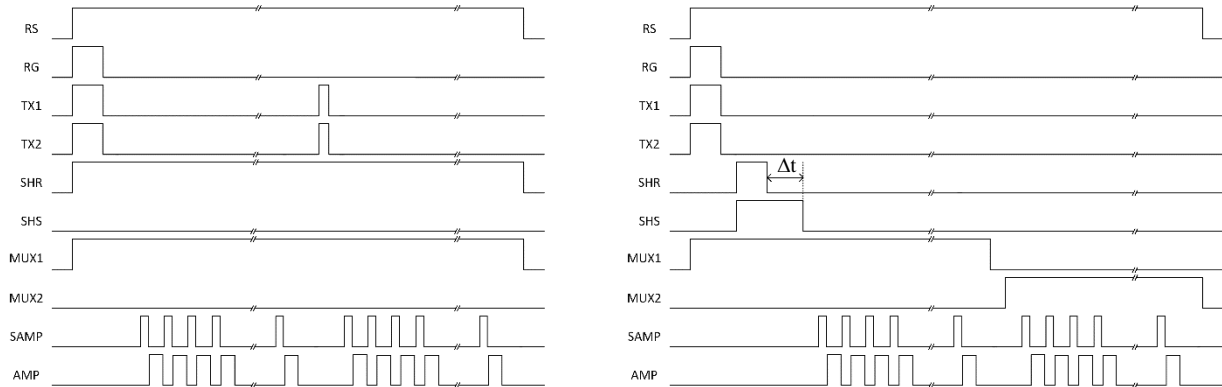 RS
RG
TX1
TX2
SHR
SHS
MUX1
MUX2
SAMP
AMP
RS
RG
TX1
TX2
SHR
Δt
SHS
MUX1
MUX2
SAMP
AMP